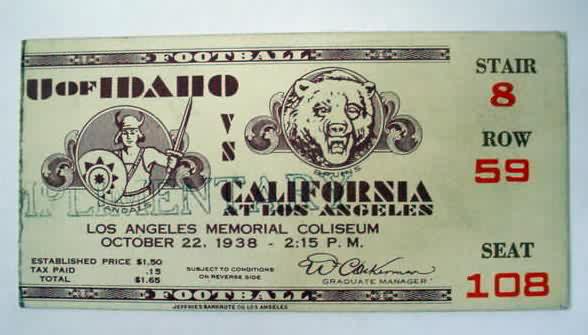 FOOTBALL
U OF IDAHO
VS
VANDALS
BRUINS
CALIFORNIA
AT LOS ANGELES
COMPLIMENTARY
LOS ANGELES MEMORIAL COLISEUM
OCTOBER 22, 1938 - 2:15 P. M.
ESTABLISHED PRICE $1.50
TAX PAID .15
TOTAL $1.65
SUBJECT TO CONDITIONS
ON REVERSE SIDE
W C Ackerman
GRADUATE MANAGER
FOOTBALL
JEFFRIES BANKNOTE CO. LOS ANGELES
STAIR
8
ROW
59
SEAT
108